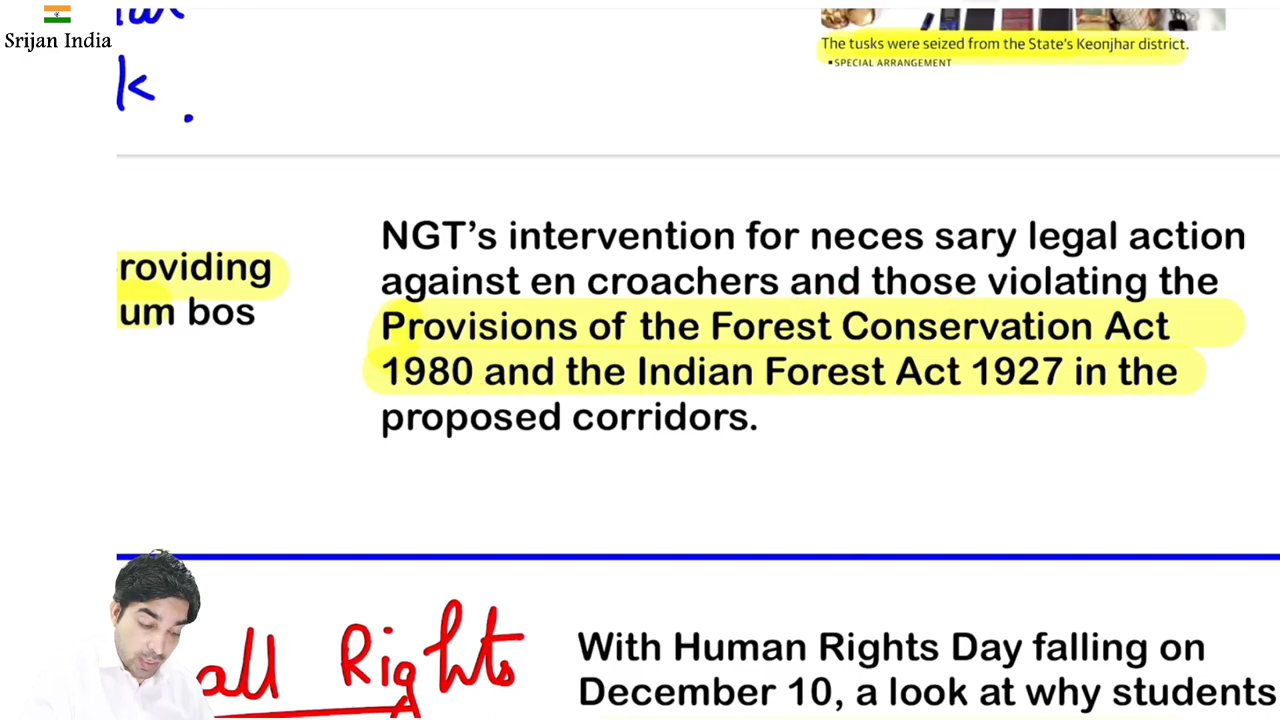 Srijan India
k.
The tusks were seized from the State's Keonjhar district.
▪SPECIAL ARRANGEMENT
roviding
um bos
NGT’s intervention for neces sary legal action
against en croachers and those violating the
Provisions of the Forest Conservation Act
1980 and the Indian Forest Act 1927 in the
proposed corridors.
all Rights
With Human Rights Day falling on
December 10, a look at why students